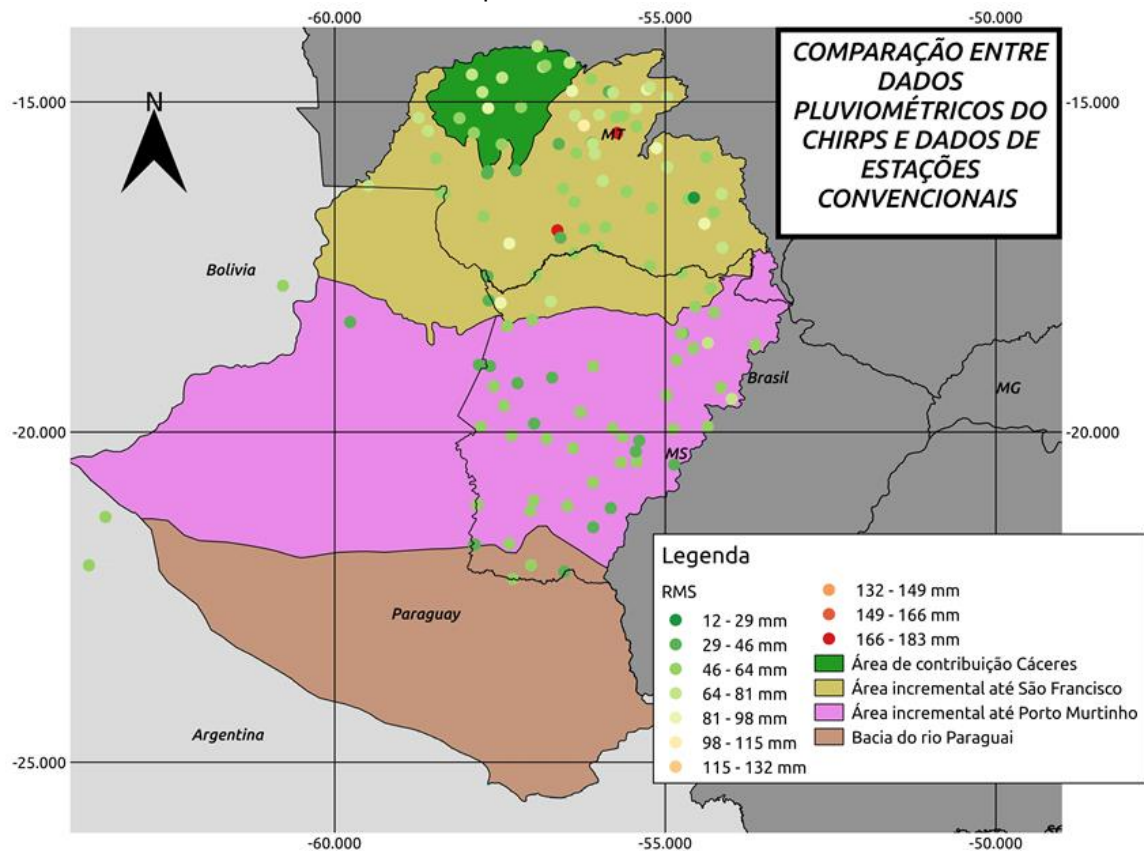 -60.000
-55.000
-50.000
COMPARAÇÃO ENTRE
DADOS
PLUVIOMÉTRICOS DO
CHIRPS E DADOS DE
ESTAÇÕES
CONVENCIONAIS
-15.000
-15.000
N
MT
Bolivia
Brasil
MG
-20.000
-20.000
MS
Legenda
RMS
12 - 29 mm
29 - 46 mm
46 - 64 mm
64 - 81 mm
81 - 98 mm
98 - 115 mm
115 - 132 mm
132 - 149 mm
149 - 166 mm
166 - 183 mm
Área de contribuição Cáceres
Área incremental até São Francisco
Área incremental até Porto Murtinho
Bacia do rio Paraguai
Paraguay
Argentina
-25.000
-60.000
-55.000
-50.000